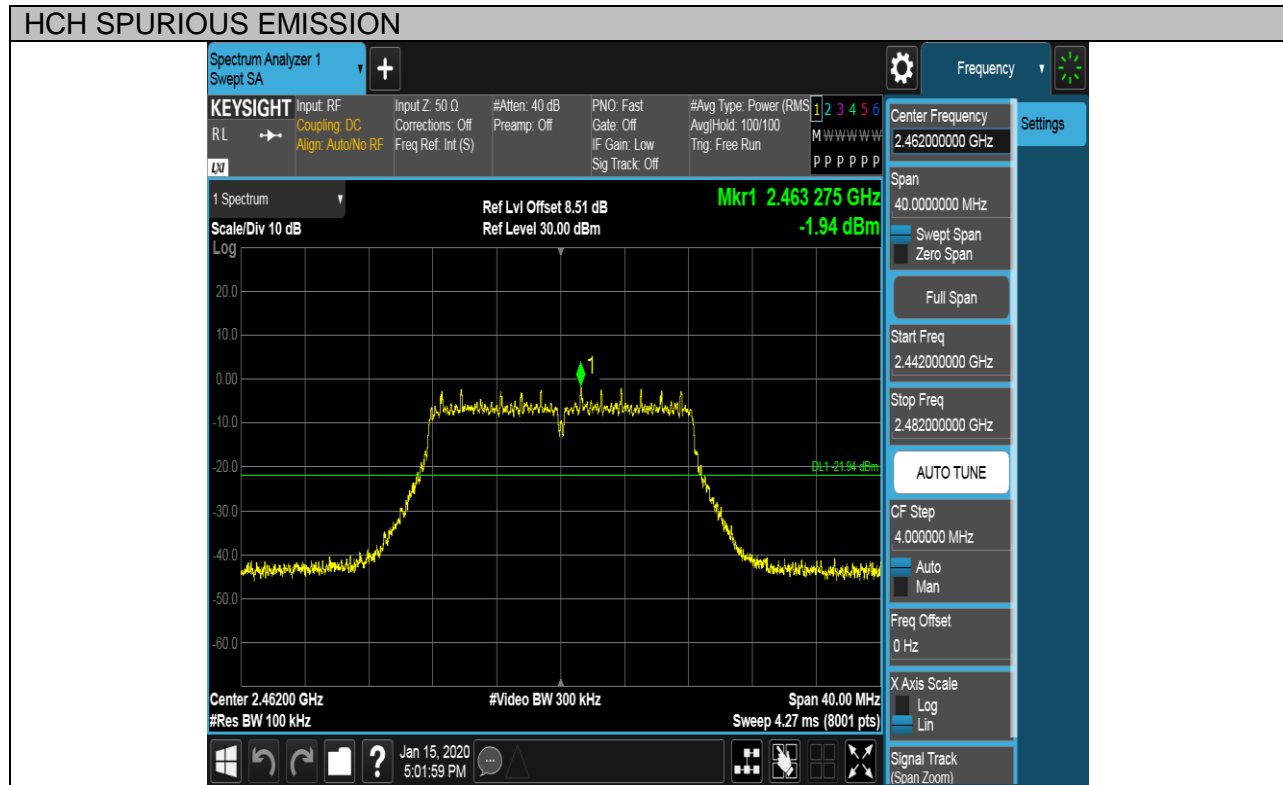 HCH SPURIOUS EMISSION
Spectrum Analyzer 1
Swept SA
+
Frequency
KEYSIGHT
RL
LXI
Input: RF
Coupling: DC
Align: Auto/No RF
Input Z: 50 Ω
Corrections: Off
Freq Ref: Int (S)
#Atten: 40 dB
Preamp: Off
PNO: Fast
Gate: Off
IF Gain: Low
Sig Track: Off
#Avg Type: Power (RMS
Avg|Hold: 100/100
Trig: Free Run
1 2 3 4 5 6
M W W W W W
P P P P P P
Center Frequency
2.462000000 GHz
Settings
1 Spectrum
Scale/Div 10 dB
Log
Ref Lvl Offset 8.51 dB
Ref Level 30.00 dBm
Mkr1 2.463 275 GHz
-1.94 dBm
Span
40.0000000 MHz
Swept Span
Zero Span
Full Span
Start Freq
2.442000000 GHz
Stop Freq
2.482000000 GHz
AUTO TUNE
CF Step
4.000000 MHz
Auto
Man
Freq Offset
0 Hz
X Axis Scale
Log
Lin
Signal Track
(Span Zoom)
20.0
10.0
0.00
-10.0
-20.0
-30.0
-40.0
-50.0
-60.0
1
DL1 -21.94 dBm
Center 2.46200 GHz
#Res BW 100 kHz
#Video BW 300 kHz
Span 40.00 MHz
Sweep 4.27 ms (8001 pts)
?
Jan 15, 2020
5:01:59 PM